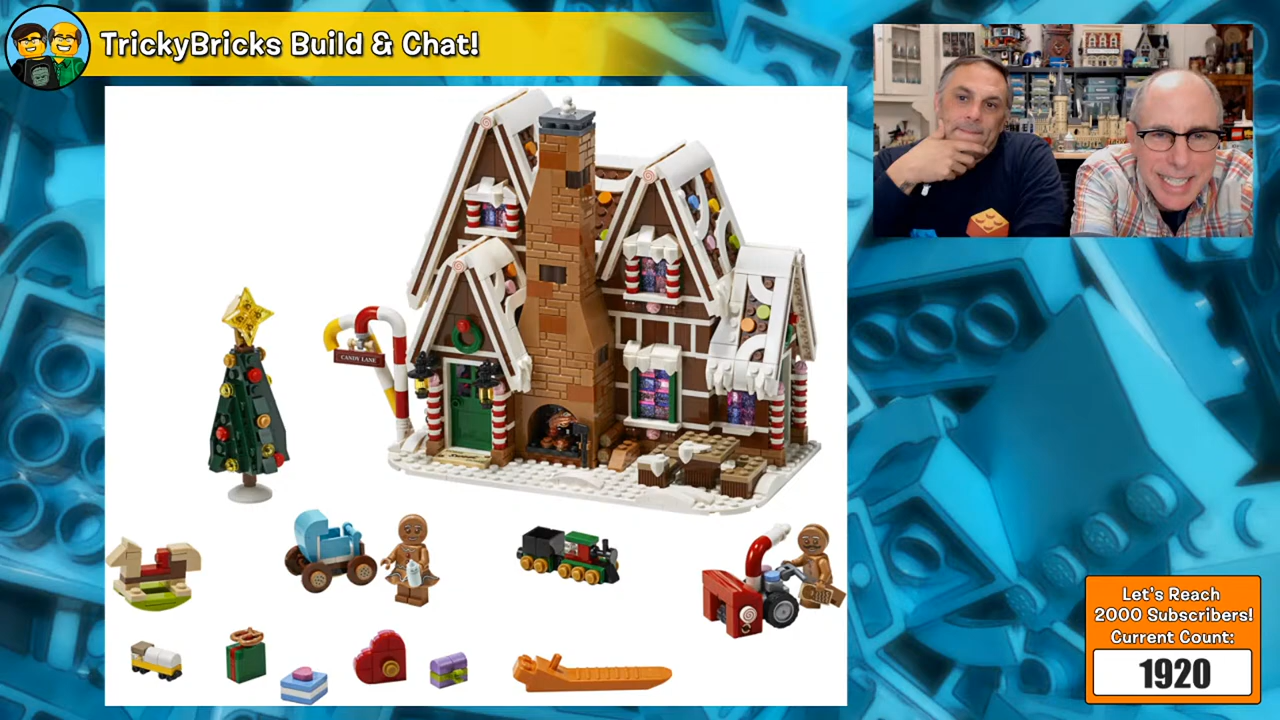 TrickyBricks Build & Chat!
CANDY LANE
Let's Reach
2000 Subscribers!
Current Count:
1920